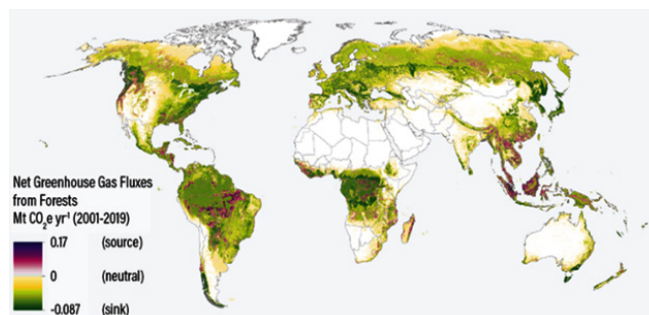 Net Greenhouse Gas Fluxes
from Forests
Mt CO₂e yr⁻¹ (2001-2019)
0.17 (source)
0 (neutral)
-0.087 (sink)